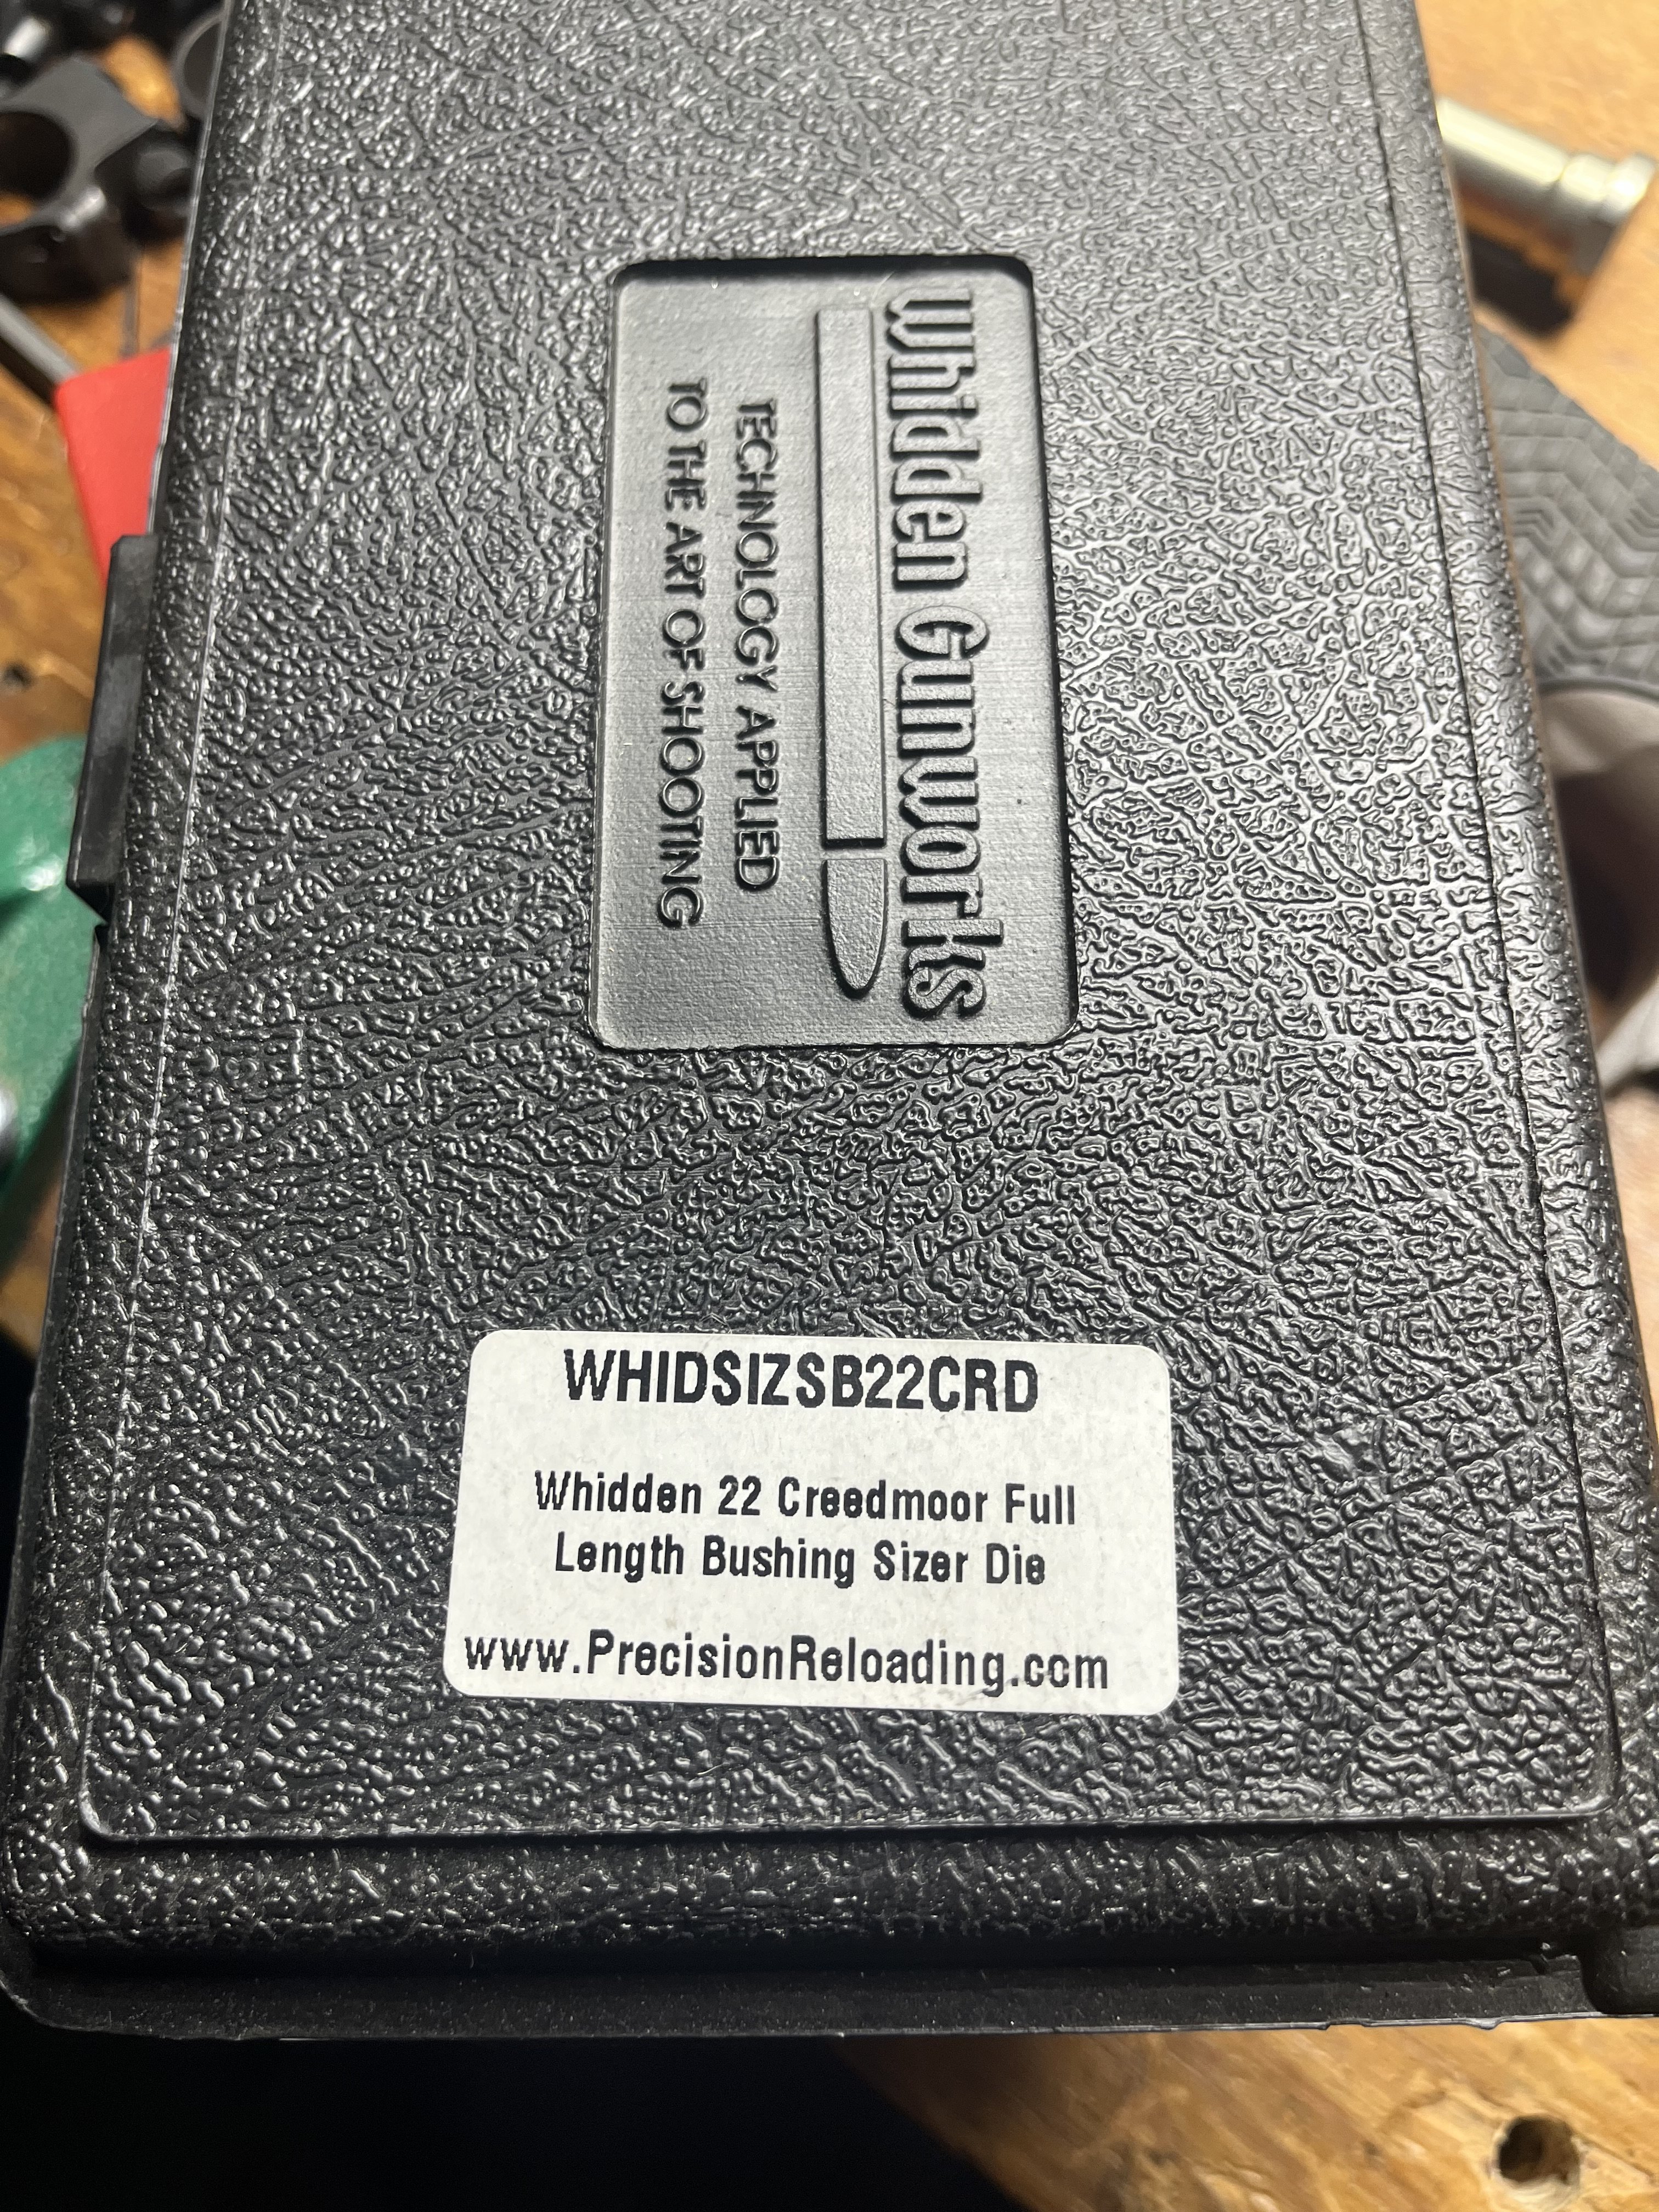 Whidden Gunworks
TECHNOLOGY APPLIED
TO THE ART OF SHOOTING
WHIDSIZSB22CRD
Whidden 22 Creedmoor Full
Length Bushing Sizer Die
www.PrecisionReloading.com